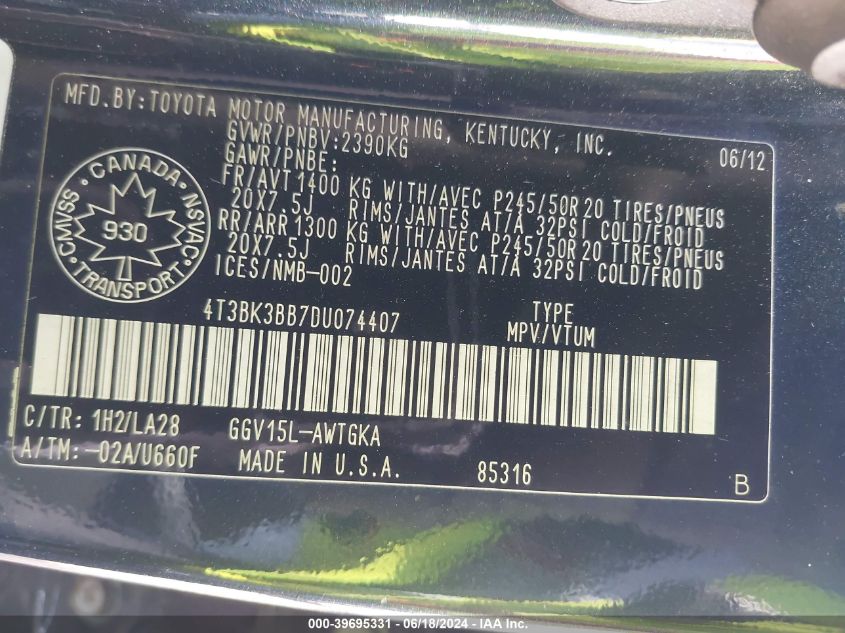 MFD.BY:TOYOTA MOTOR MANUFACTURING, KENTUCKY, INC. 06/12
GVWR/PNBV:2390KG
GAWR/PNBE:
FR/AVT 1400 KG WITH/AVEC P245/50R20 TIRES/PNEUS
20X7.5J RIMS/JANTES AT/A 32PSI COLD/FROID
RR/ARR 1300 KG WITH/AVEC P245/50R20 TIRES/PNEUS
20X7.5J RIMS/JANTES AT/A 32PSI COLD/FROID
ICES/NMB-002
CANADA
CMVSS 930 NSVAC
TRANSPORT
4T3BK3BB7DU074407 TYPE
MPV/VTUM
C/TR: 1H2/LA28 GGV15L-AWTGKA
A/TM: -02A/U660F MADE IN U.S.A. 85316 B
000-39695331 - 06/18/2024 - IAA Inc.